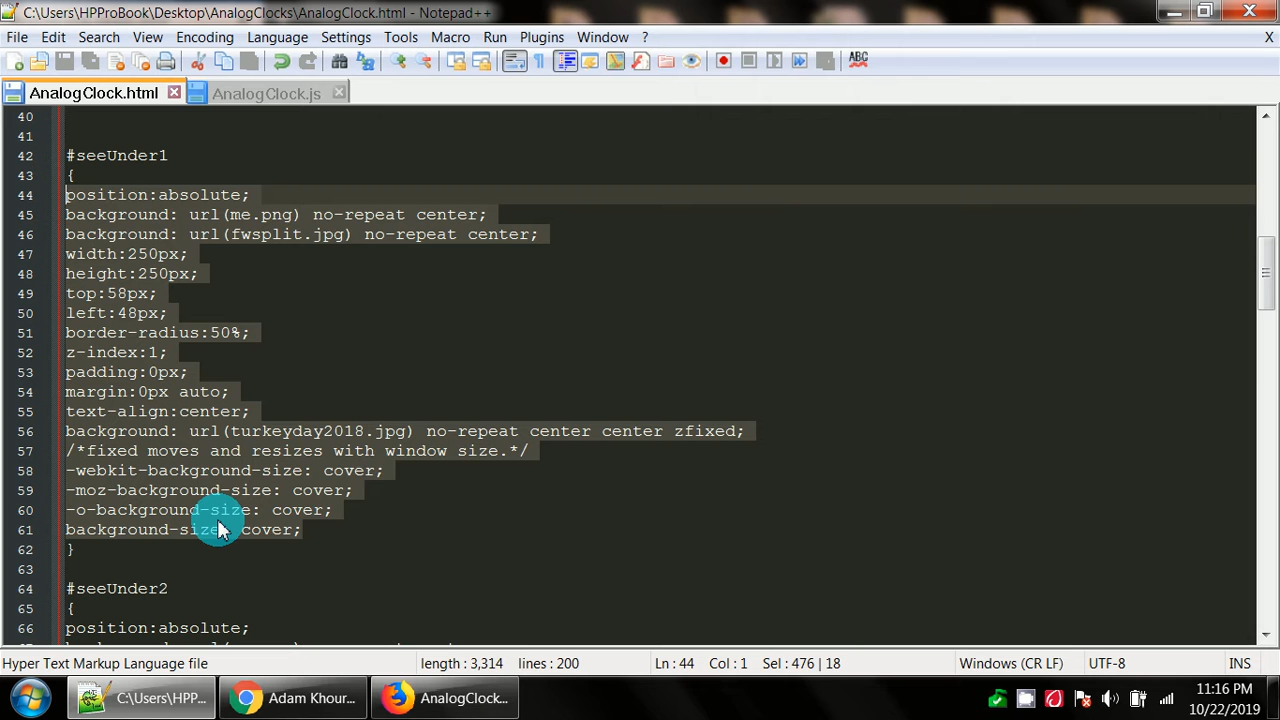 C:\Users\HPProBook\Desktop\AnalogClocks\AnalogClock.html - Notepad++
File Edit Search View Encoding Language Settings Tools Macro Run Plugins Window ? X
ABC
AnalogClock.html AnalogClock.js
40
41
42 #seeUnder1
43 {
44 position:absolute;
45 background: url(me.png) no-repeat center;
46 background: url(fwsplit.jpg) no-repeat center;
47 width:250px;
48 height:250px;
49 top:58px;
50 left:48px;
51 border-radius:50%;
52 z-index:1;
53 padding:0px;
54 margin:0px auto;
55 text-align:center;
56 background: url(turkeyday2018.jpg) no-repeat center center zfixed;
57 /*fixed moves and resizes with window size.*/
58 -webkit-background-size: cover;
59 -moz-background-size: cover;
60 -o-background-size: cover;
61 background-size: cover;
62 }
63
64 #seeUnder2
65 {
66 position:absolute;
Hyper Text Markup Language file length : 3,314 lines : 200 Ln : 44 Col : 1 Sel : 476 | 18 Windows (CR LF) UTF-8 INS
C:\Users\HPP... Adam Khour... AnalogClock...
11:16 PM
10/22/2019